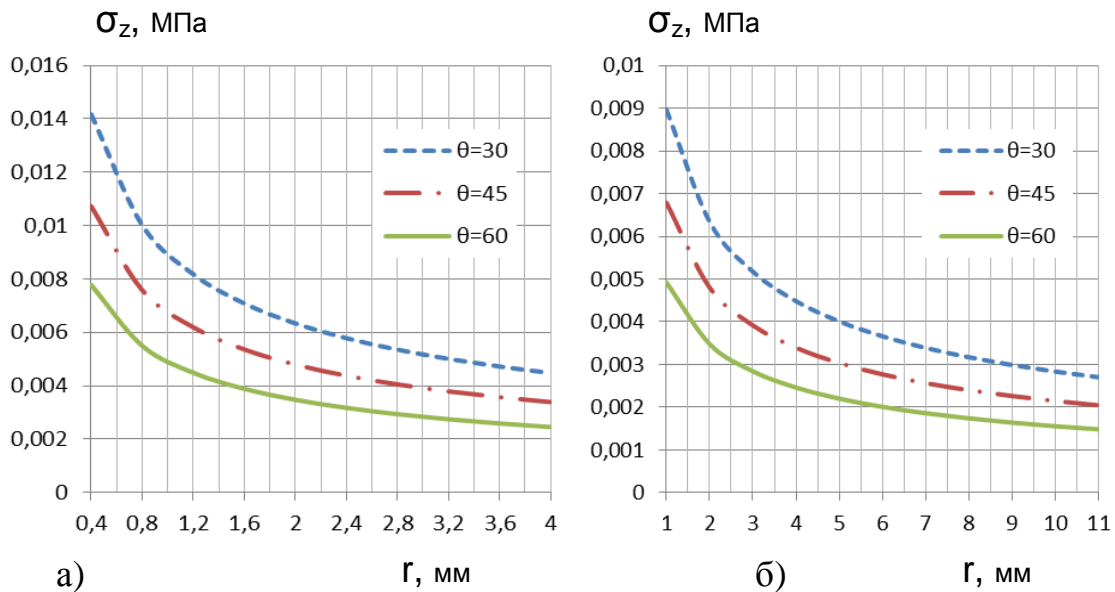 σz, МПа
0,016
0,014
0,012
0,01
0,008
0,006
0,004
0,002
0
θ=30
θ=45
θ=60
0,4 0,8 1,2 1,6 2 2,4 2,8 3,2 3,6 4
а) r, мм
σz, МПа
0,01
0,009
0,008
0,007
0,006
0,005
0,004
0,003
0,002
0,001
0
θ=30
θ=45
θ=60
1 2 3 4 5 6 7 8 9 10 11
б) r, мм